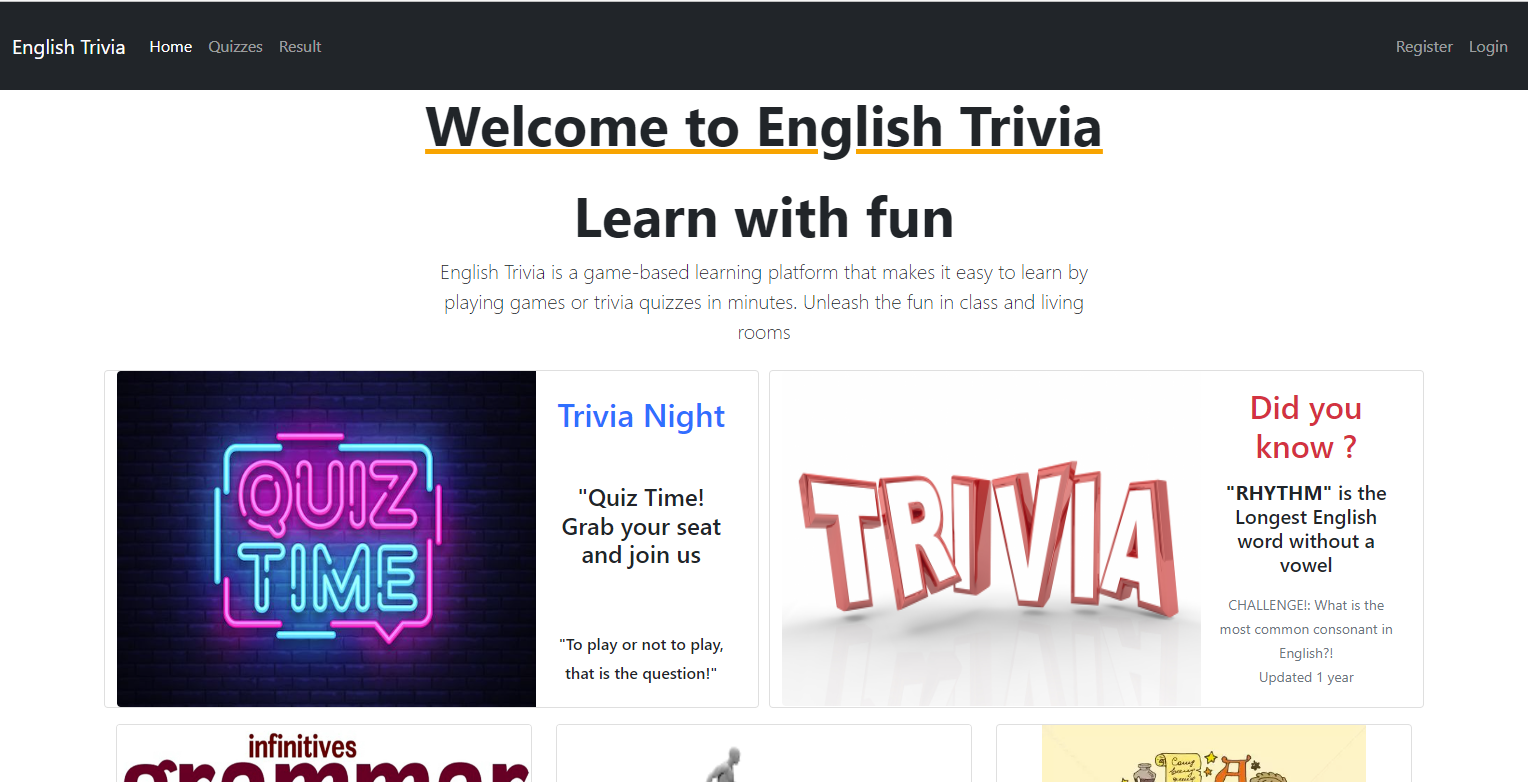 English Trivia Home Quizzes Result Register Login
Welcome to English Trivia
Learn with fun
English Trivia is a game-based learning platform that makes it easy to learn by
playing games or trivia quizzes in minutes. Unleash the fun in class and living
rooms
QUIZ
TIME
Trivia Night
"Quiz Time!
Grab your seat
and join us
"To play or not to play,
that is the question!"
TRIVIA
Did you
know ?
"RHYTHM" is the
Longest English
word without a
vowel
CHALLENGE!: What is the
most common consonant in
English?!
Updated 1 year
infinitives
grammar